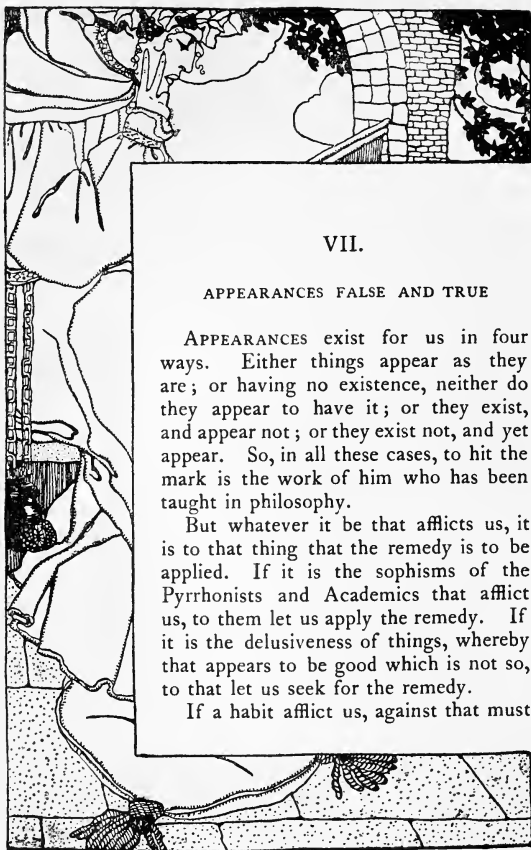 VII.
APPEARANCES FALSE AND TRUE
APPEARANCES exist for us in four
ways. Either things appear as they
are; or having no existence, neither do
they appear to have it; or they exist,
and appear not; or they exist not, and yet
appear. So, in all these cases, to hit the
mark is the work of him who has been
taught in philosophy.
But whatever it be that afflicts us, it
is to that thing that the remedy is to be
applied. If it is the sophisms of the
Pyrrhonists and Academics that afflict
us, to them let us apply the remedy. If
it is the delusiveness of things, whereby
that appears to be good which is not so,
to that let us seek for the remedy.
If a habit afflict us, against that must